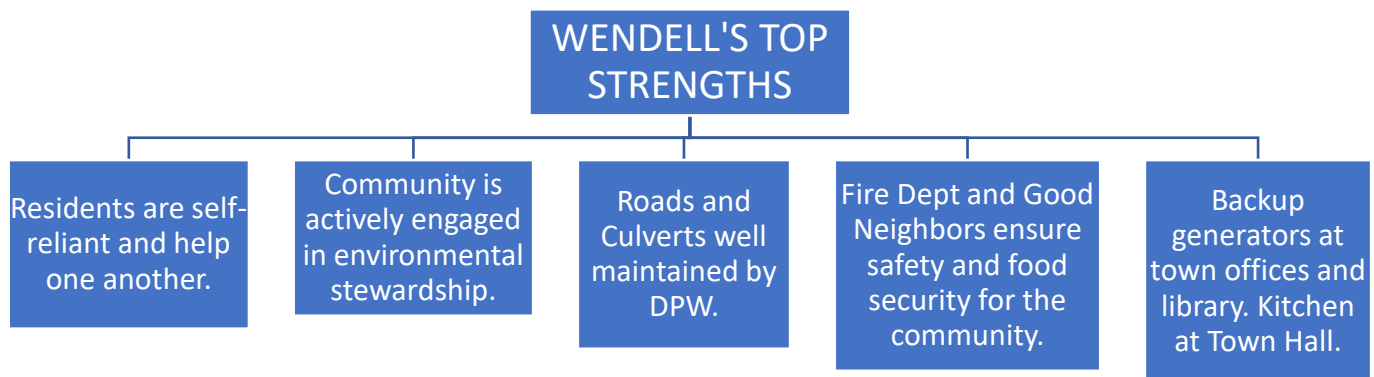 WENDELL'S TOP
STRENGTHS
Residents are self-
reliant and help
one another.
Community is
actively engaged
in environmental
stewardship.
Roads and
Culverts well
maintained by
DPW.
Fire Dept and Good
Neighbors ensure
safety and food
security for the
community.
Backup
generators at
town offices and
library. Kitchen
at Town Hall.